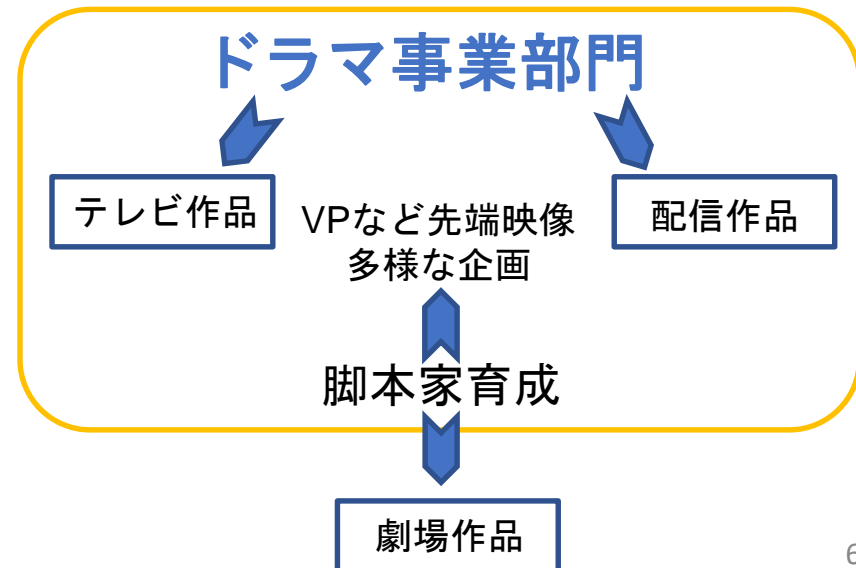 ドラマ事業部門
テレビ作品
VPなど先端映像
多様な企画
配信作品
脚本家育成
劇場作品
6